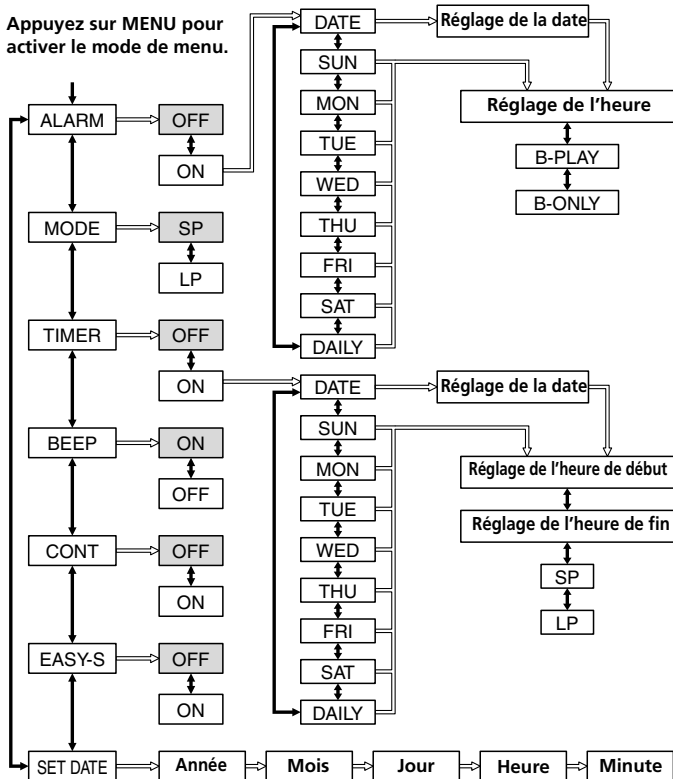 Appuyez sur MENU pour
activer le mode de menu.
ALARM
OFF
ON
DATE
SUN
MON
TUE
WED
THU
FRI
SAT
DAILY
Réglage de la date
Réglage de l'heure
B-PLAY
B-ONLY
MODE
SP
LP
TIMER
OFF
ON
DATE
SUN
MON
TUE
WED
THU
FRI
SAT
DAILY
Réglage de la date
Réglage de l'heure de début
Réglage de l'heure de fin
SP
LP
BEEP
ON
OFF
CONT
OFF
ON
EASY-S
OFF
ON
SET DATE
Année
Mois
Jour
Heure
Minute